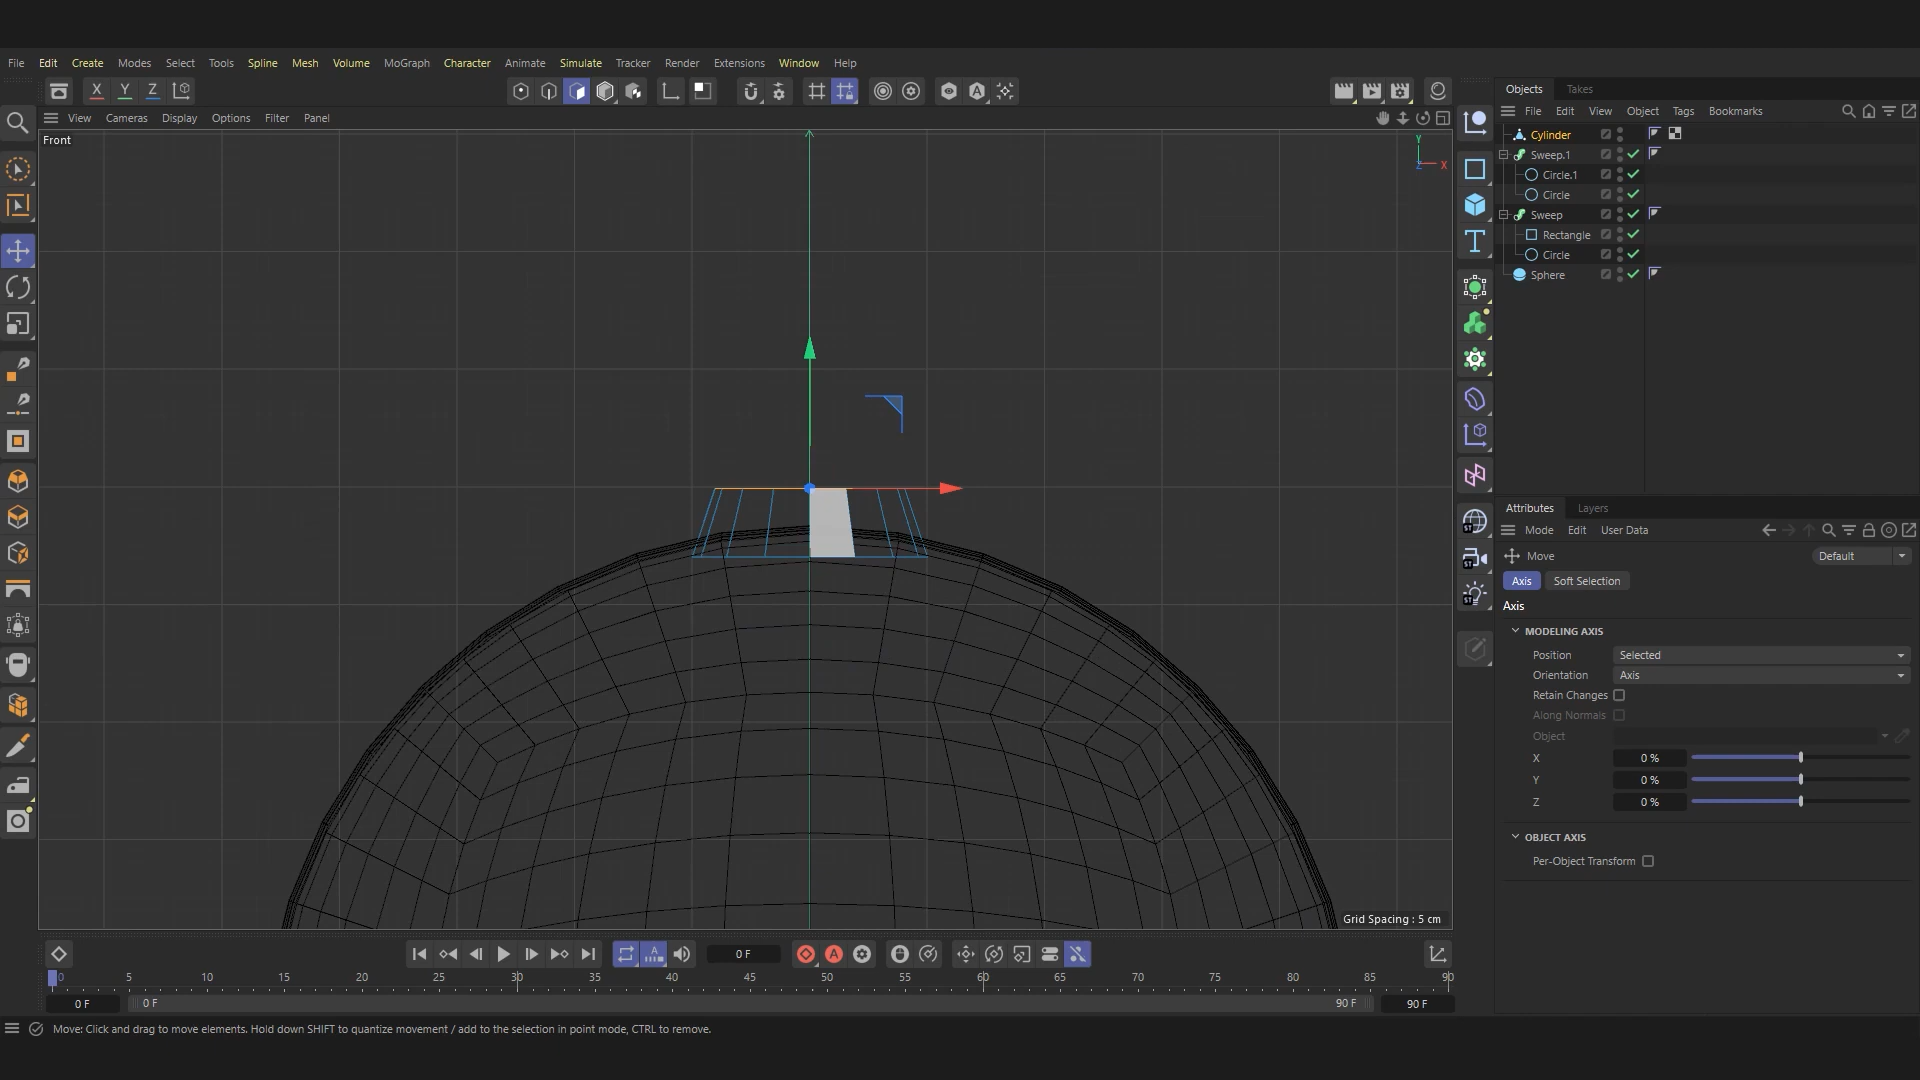 File Edit Create Modes Select Tools Spline Mesh Volume MoGraph Character Animate Simulate Tracker Render Extensions Window Help
X Y Z
Objects Takes
File Edit View Object Tags Bookmarks
View Cameras Display Options Filter Panel
Front
Y
X
Z
Cylinder
Sweep.1
Circle.1
Circle
Sweep
Rectangle
Circle
Sphere
Attributes Layers
Mode Edit User Data
Move
Default
Axis Soft Selection
Axis
MODELING AXIS
Position Selected
Orientation Axis
Retain Changes
Along Normals
Object
X 0 %
Y 0 %
Z 0 %
OBJECT AXIS
Per-Object Transform
Grid Spacing : 5 cm
0 F
0 5 10 15 20 25 30 35 40 45 50 55 60 65 70 75 80 85 90
0 F 0 F 90 F 90 F
Move: Click and drag to move elements. Hold down SHIFT to quantize movement / add to the selection in point mode, CTRL to remove.